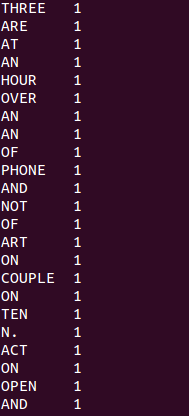 THREE 1
ARE 1
AT 1
AN 1
HOUR 1
OVER 1
AN 1
AN 1
OF 1
PHONE 1
AND 1
NOT 1
OF 1
ART 1
ON 1
COUPLE 1
ON 1
TEN 1
N. 1
ACT 1
ON 1
OPEN 1
AND 1